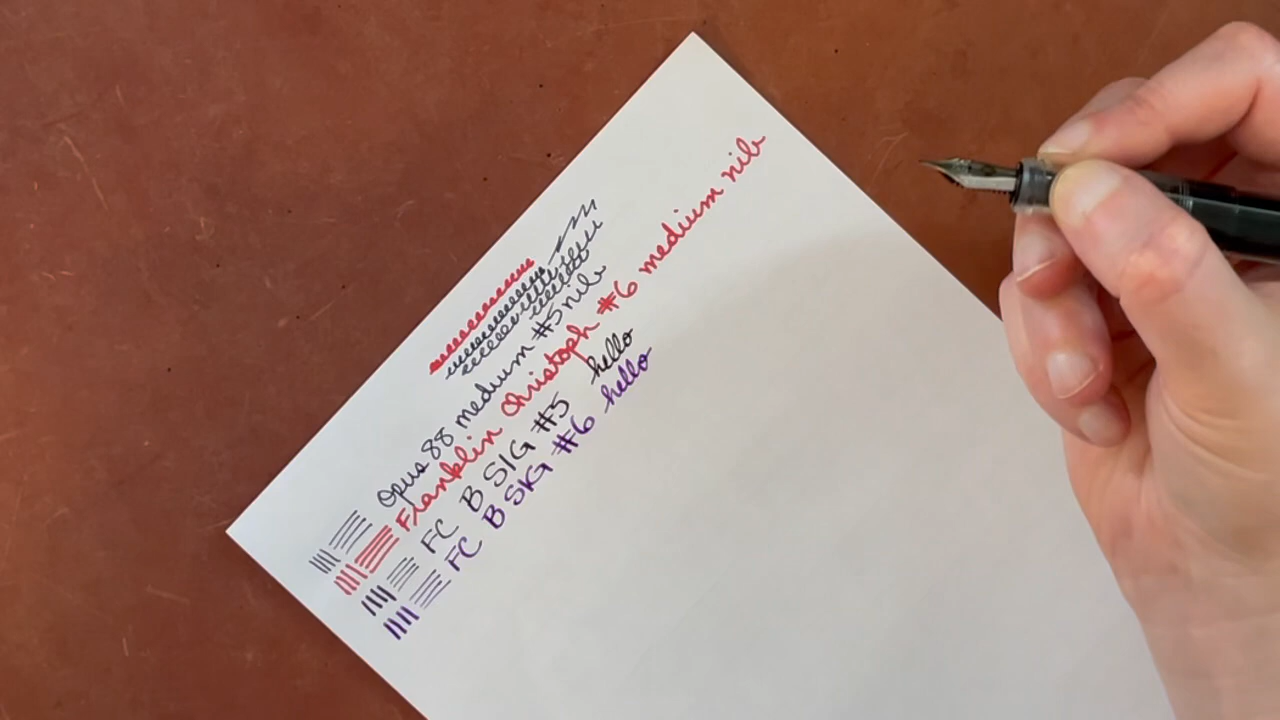 Opus 88 medium #5 nib
Franklin Christoph #6 medium nib
FC B SIG #5 hello
FC B SIG #6 hello